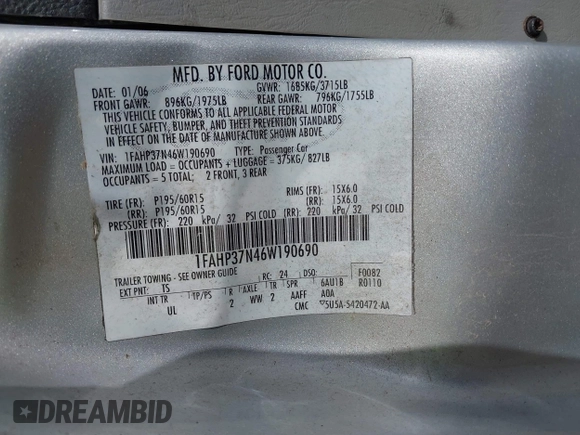 MFD. BY FORD MOTOR CO.
DATE: 01/06
GVWR: 1685KG/3715LB
FRONT GAWR: 896KG/1975LB
REAR GAWR: 796KG/1755LB
THIS VEHICLE CONFORMS TO ALL APPLICABLE FEDERAL MOTOR
VEHICLE SAFETY, BUMPER, AND THEFT PREVENTION STANDARDS
IN EFFECT ON THE DATE OF MANUFACTURE SHOWN ABOVE.
VIN: 1FAHP37N46W190690 TYPE: Passenger Car
MAXIMUM LOAD = OCCUPANTS + LUGGAGE = 375KG/ 827LB
OCCUPANTS = 5 TOTAL: 2 FRONT, 3 REAR
TIRE (FR): P195/60R15 RIMS (FR): 15X6.0
(RR): P195/60R15 (RR): 15X6.0
PRESSURE (FR): 220 kPa/ 32 PSI COLD (RR): 220 kPa/ 32 PSI COLD
1FAHP37N46W190690
TRAILER TOWING - SEE OWNER GUIDE
EXT PNT: TS RC: 24 DSO: F0082
INT TR TP/PS R AXLE TR SPR 6AU1B R0110
UL 2 WW 2 AAFF A0A
CMC 5U5A-5420472-AA
DREAMBID